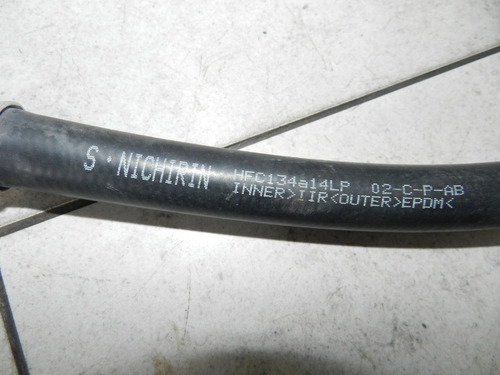 S·NICHIRIN HFC134a14LP 02-C-P-AB
INNER>IIR<OUTER>EPDM<